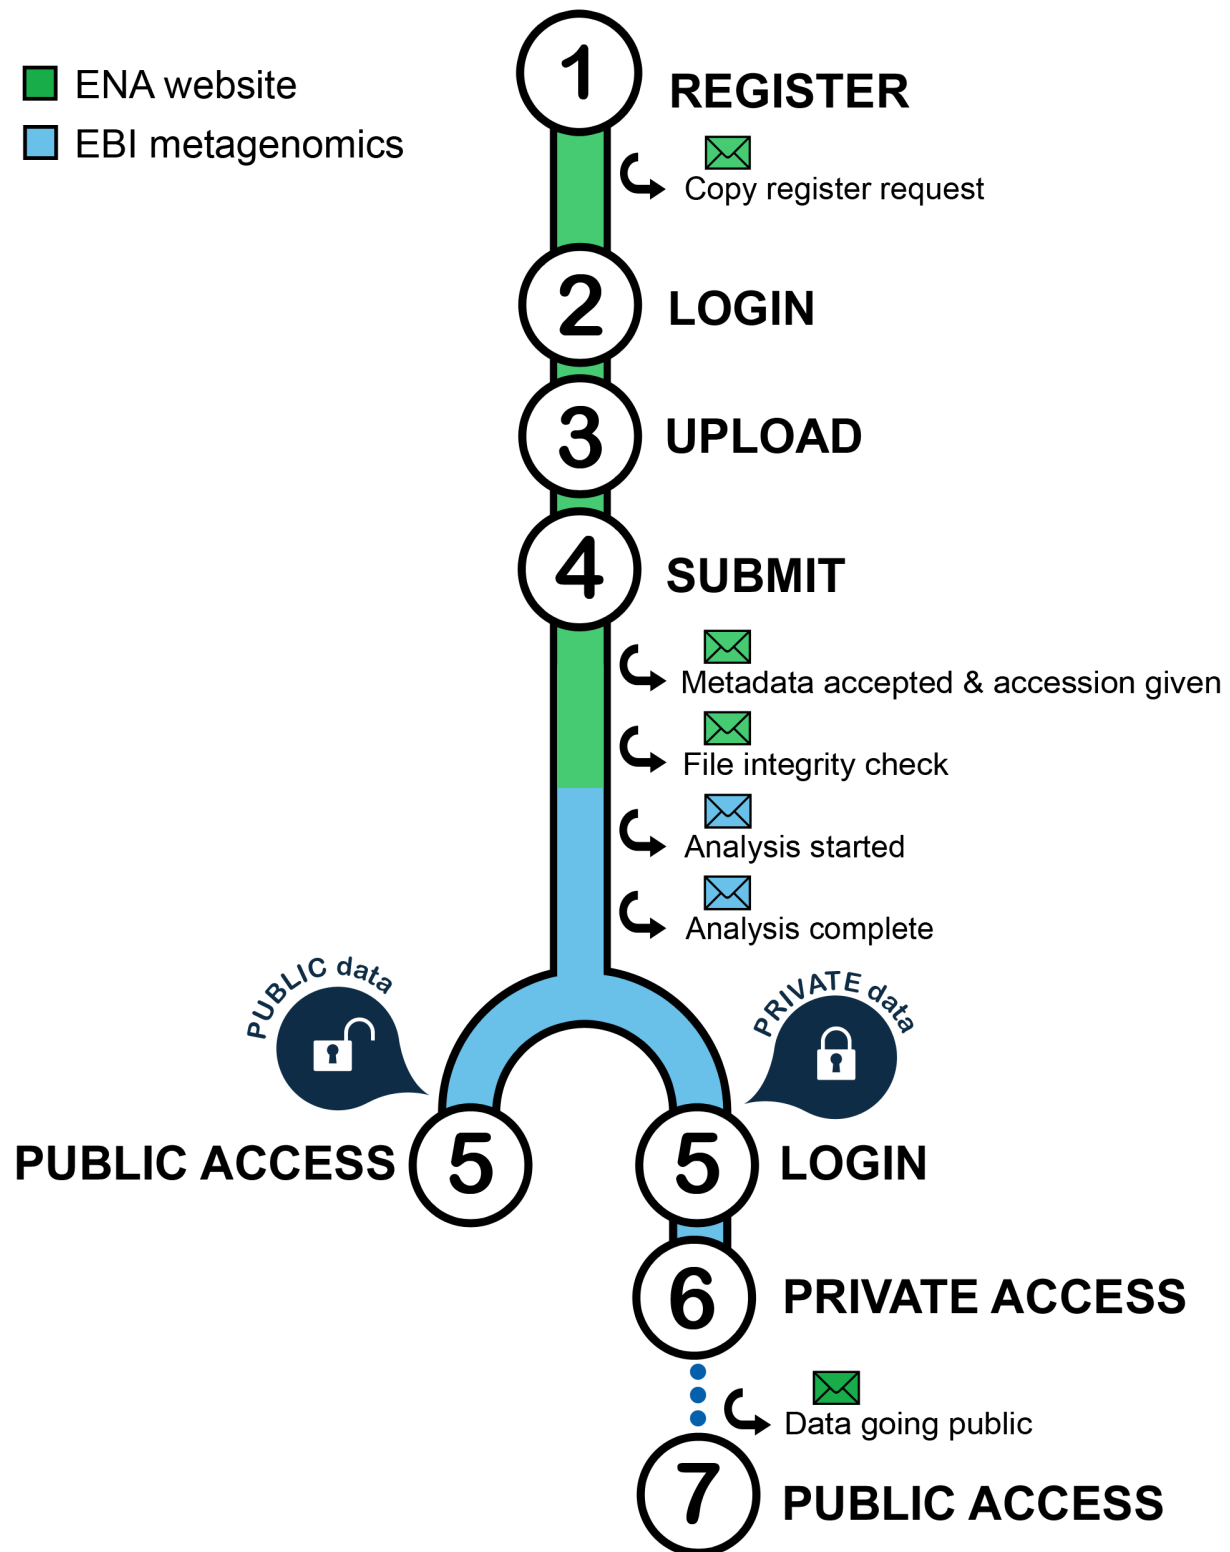 ENA website
EBI metagenomics
1
REGISTER
Copy register request
2
LOGIN
3
UPLOAD
4
SUBMIT
Metadata accepted & accession given
File integrity check
Analysis started
Analysis complete
PUBLIC data
PRIVATE data
PUBLIC ACCESS
5
5
LOGIN
6
PRIVATE ACCESS
Data going public
7
PUBLIC ACCESS